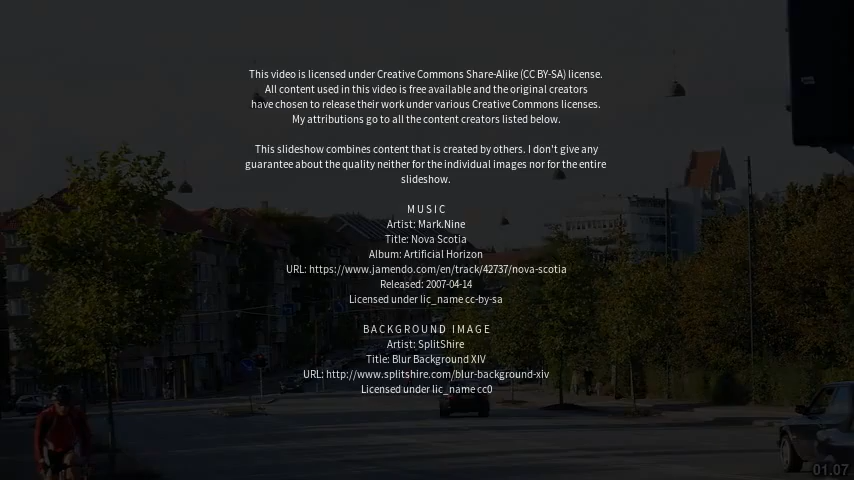 This video is licensed under Creative Commons Share-Alike (CC BY-SA) license.
All content used in this video is free available and the original creators
have chosen to release their work under various Creative Commons licenses.
My attributions go to all the content creators listed below.
This slideshow combines content that is created by others. I don't give any
guarantee about the quality neither for the individual images nor for the entire
slideshow.
MUSIC
Artist: Mark.Nine
Title: Nova Scotia
Album: Artificial Horizon
URL: https://www.jamendo.com/en/track/42737/nova-scotia
Released: 2007-04-14
Licensed under lic_name cc-by-sa
BACKGROUND IMAGE
Artist: SplitShire
Title: Blur Background XIV
URL: http://www.splitshire.com/blur-background-xiv
Licensed under lic_name cc0
01.07